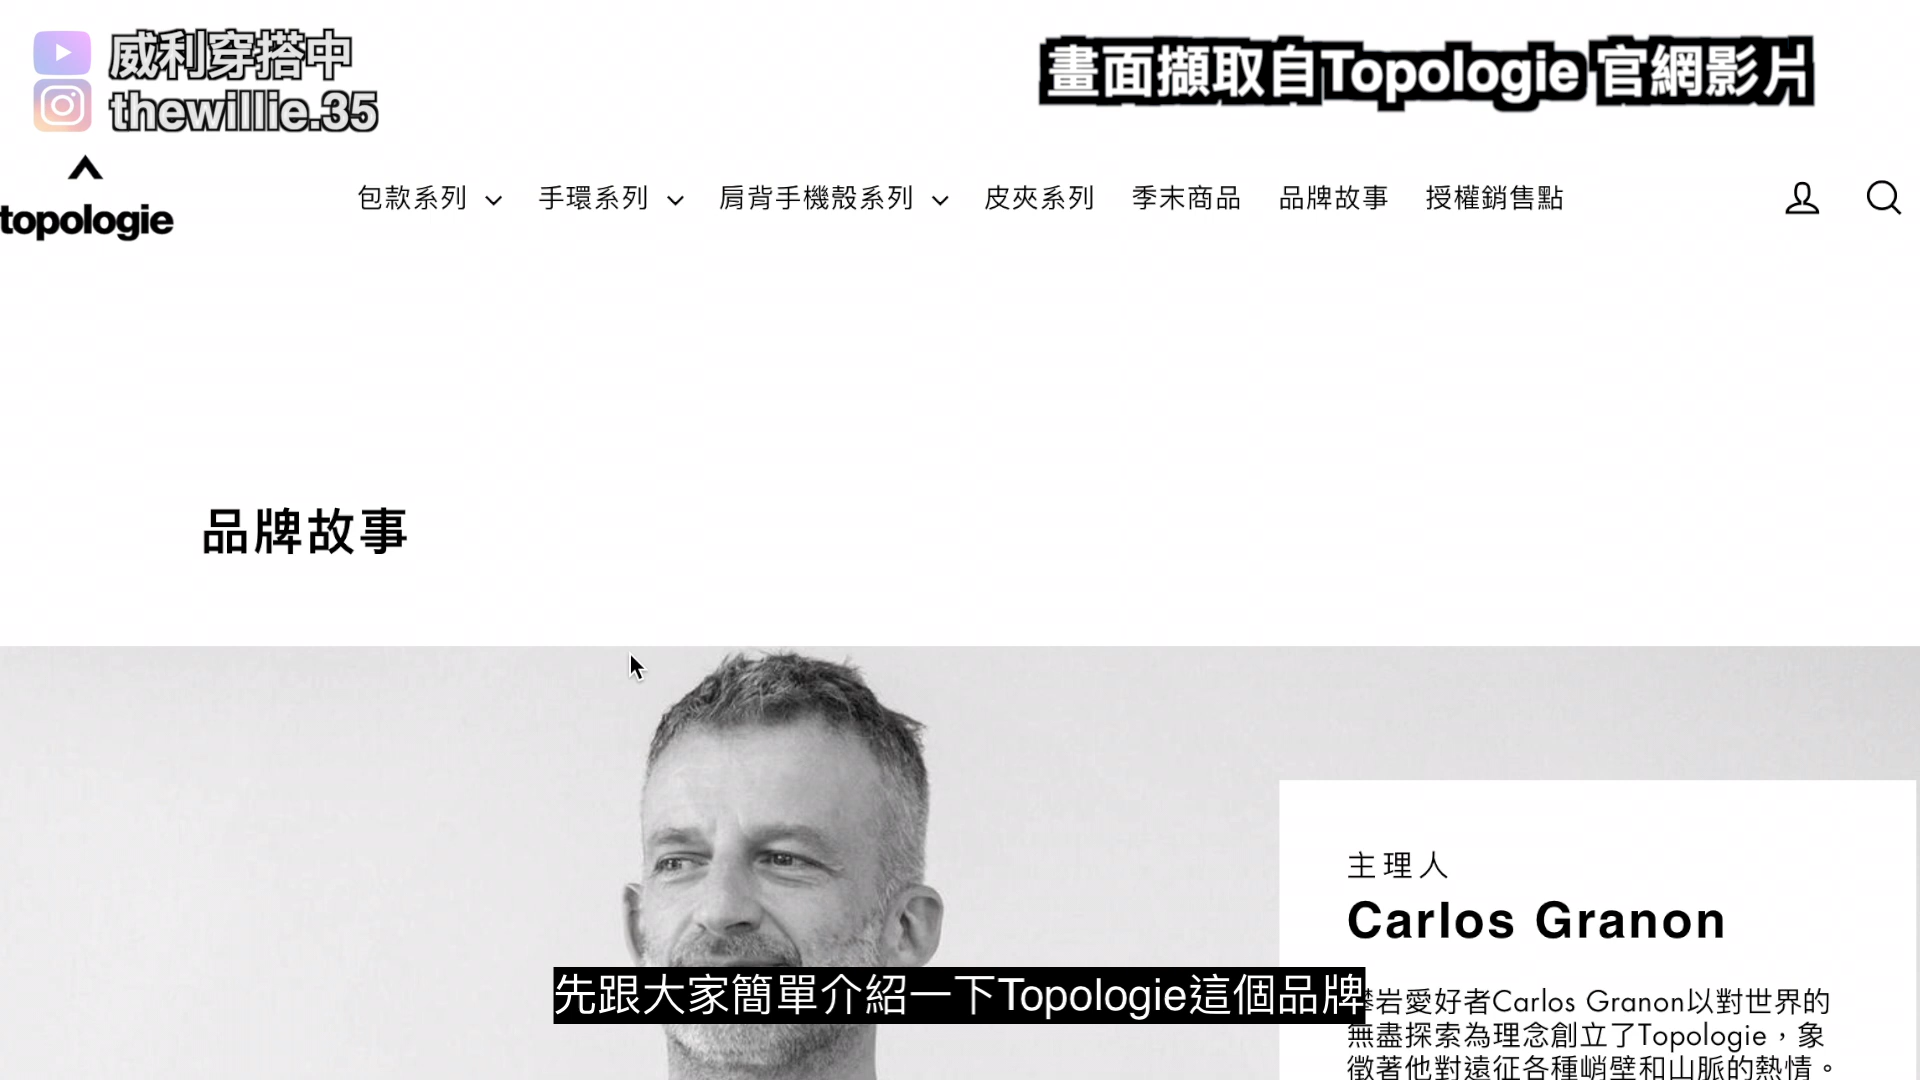 威利穿搭中
thewillie.35
畫面擷取自Topologie 官網影片
topologie
包款系列
手環系列
肩背手機殼系列
皮夾系列
季末商品
品牌故事
授權銷售點
品牌故事
主理人
Carlos Granon
岩愛好者Carlos Granon以對世界的
無盡探索為理念創立了Topologie，象
徵著他對遠征各種峭壁和山脈的熱情。
先跟大家簡單介紹一下Topologie這個品牌